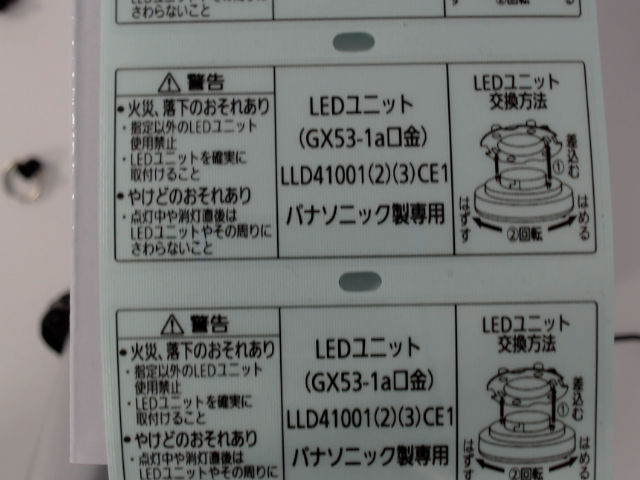 さわらないこと
警告
・火災、落下のおそれあり
・指定以外のLEDユニット
使用禁止
・LEDユニットを確実に
取付けること
・やけどのおそれあり
・点灯中や消灯直後は
LEDユニットやその周りに
さわらないこと
LEDユニット
(GX53-1a口金)
LLD41001(2)(3)CE1
パナソニック製専用
LEDユニット
交換方法
差込む
①
はずす
②回転
はめる
警告
・火災、落下のおそれあり
・指定以外のLEDユニット
使用禁止
・LEDユニットを確実に
取付けること
・やけどのおそれあり
・点灯中や消灯直後は
LEDユニットやその周りに
LEDユニット
(GX53-1a口金)
LLD41001(2)(3)CE1
パナソニック製専用
LEDユニット
交換方法
差込む
①
はずす
②回転
はめる